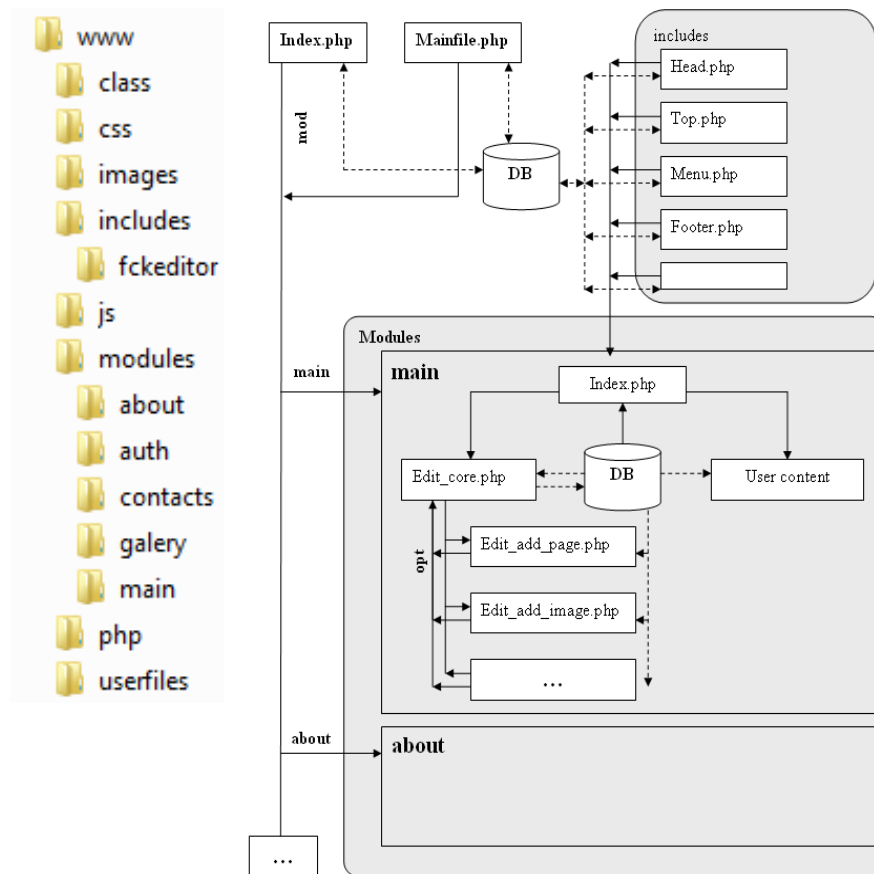 www
class
css
images
includes
fckeditor
js
modules
about
auth
contacts
galery
main
php
userfiles
Index.php
Mainfile.php
mod
DB
includes
Head.php
Top.php
Menu.php
Footer.php
Modules
main
main
Index.php
Edit_core.php
DB
User content
opt
Edit_add_page.php
Edit_add_image.php
...
about
about
...